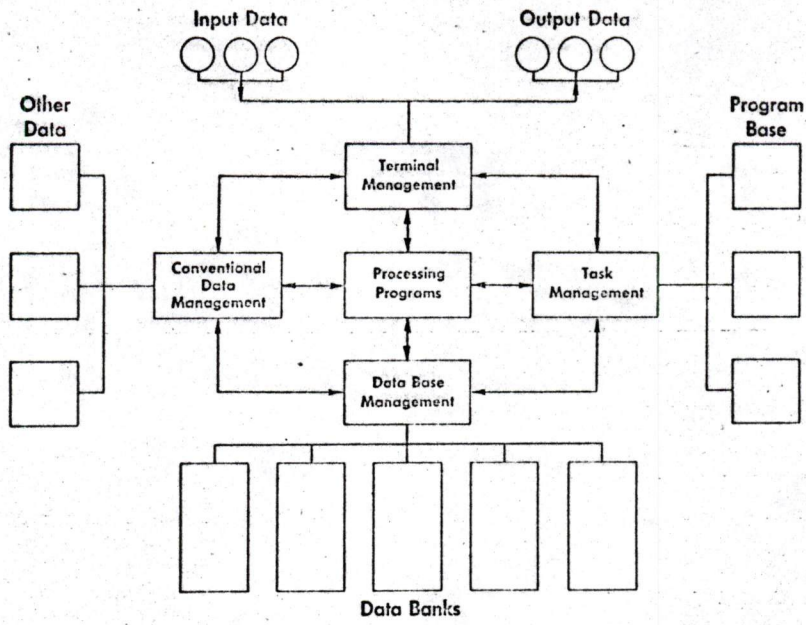 Input Data
Output Data
Other
Data
Program
Base
Terminal
Management
Conventional
Data
Management
Processing
Programs
Task
Management
Data Base
Management
Data Banks